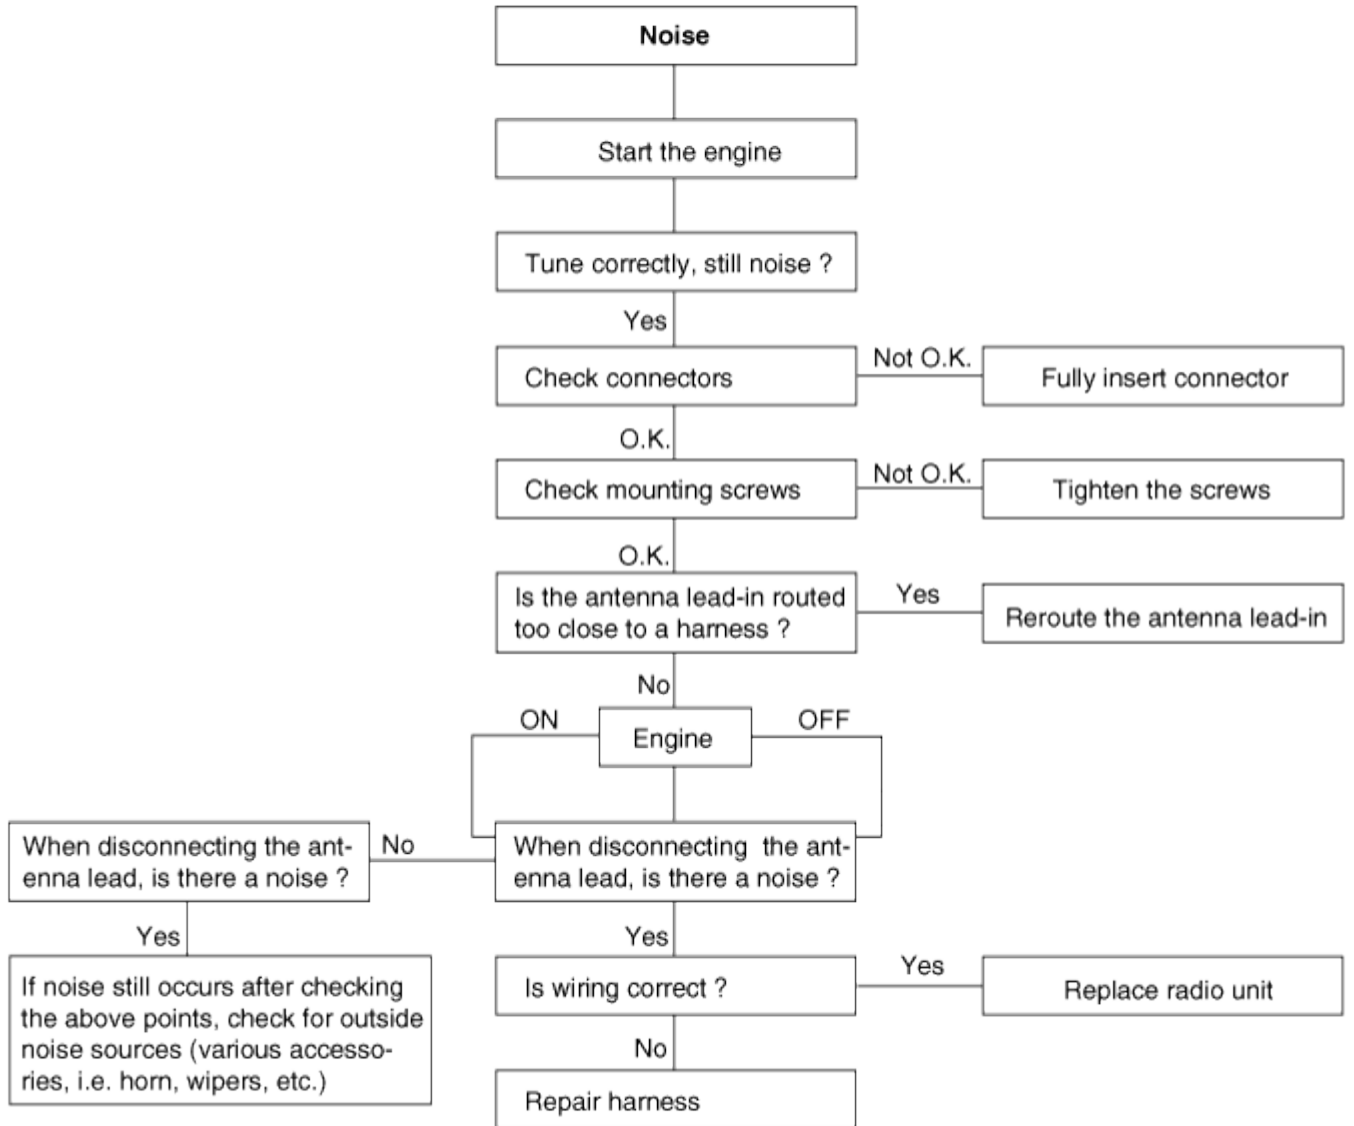 Noise
Start the engine
Tune correctly, still noise ?
Yes
Check connectors
Not O.K.
Fully insert connector
O.K.
Check mounting screws
Not O.K.
Tighten the screws
O.K.
Is the antenna lead-in routed
too close to a harness ?
Yes
Reroute the antenna lead-in
No
ON
Engine
OFF
When disconnecting the ant-
enna lead, is there a noise ?
No
When disconnecting the ant-
enna lead, is there a noise ?
Yes
If noise still occurs after checking
the above points, check for outside
noise sources (various accesso-
ries, i.e. horn, wipers, etc.)
Yes
Is wiring correct ?
Yes
Replace radio unit
No
Repair harness